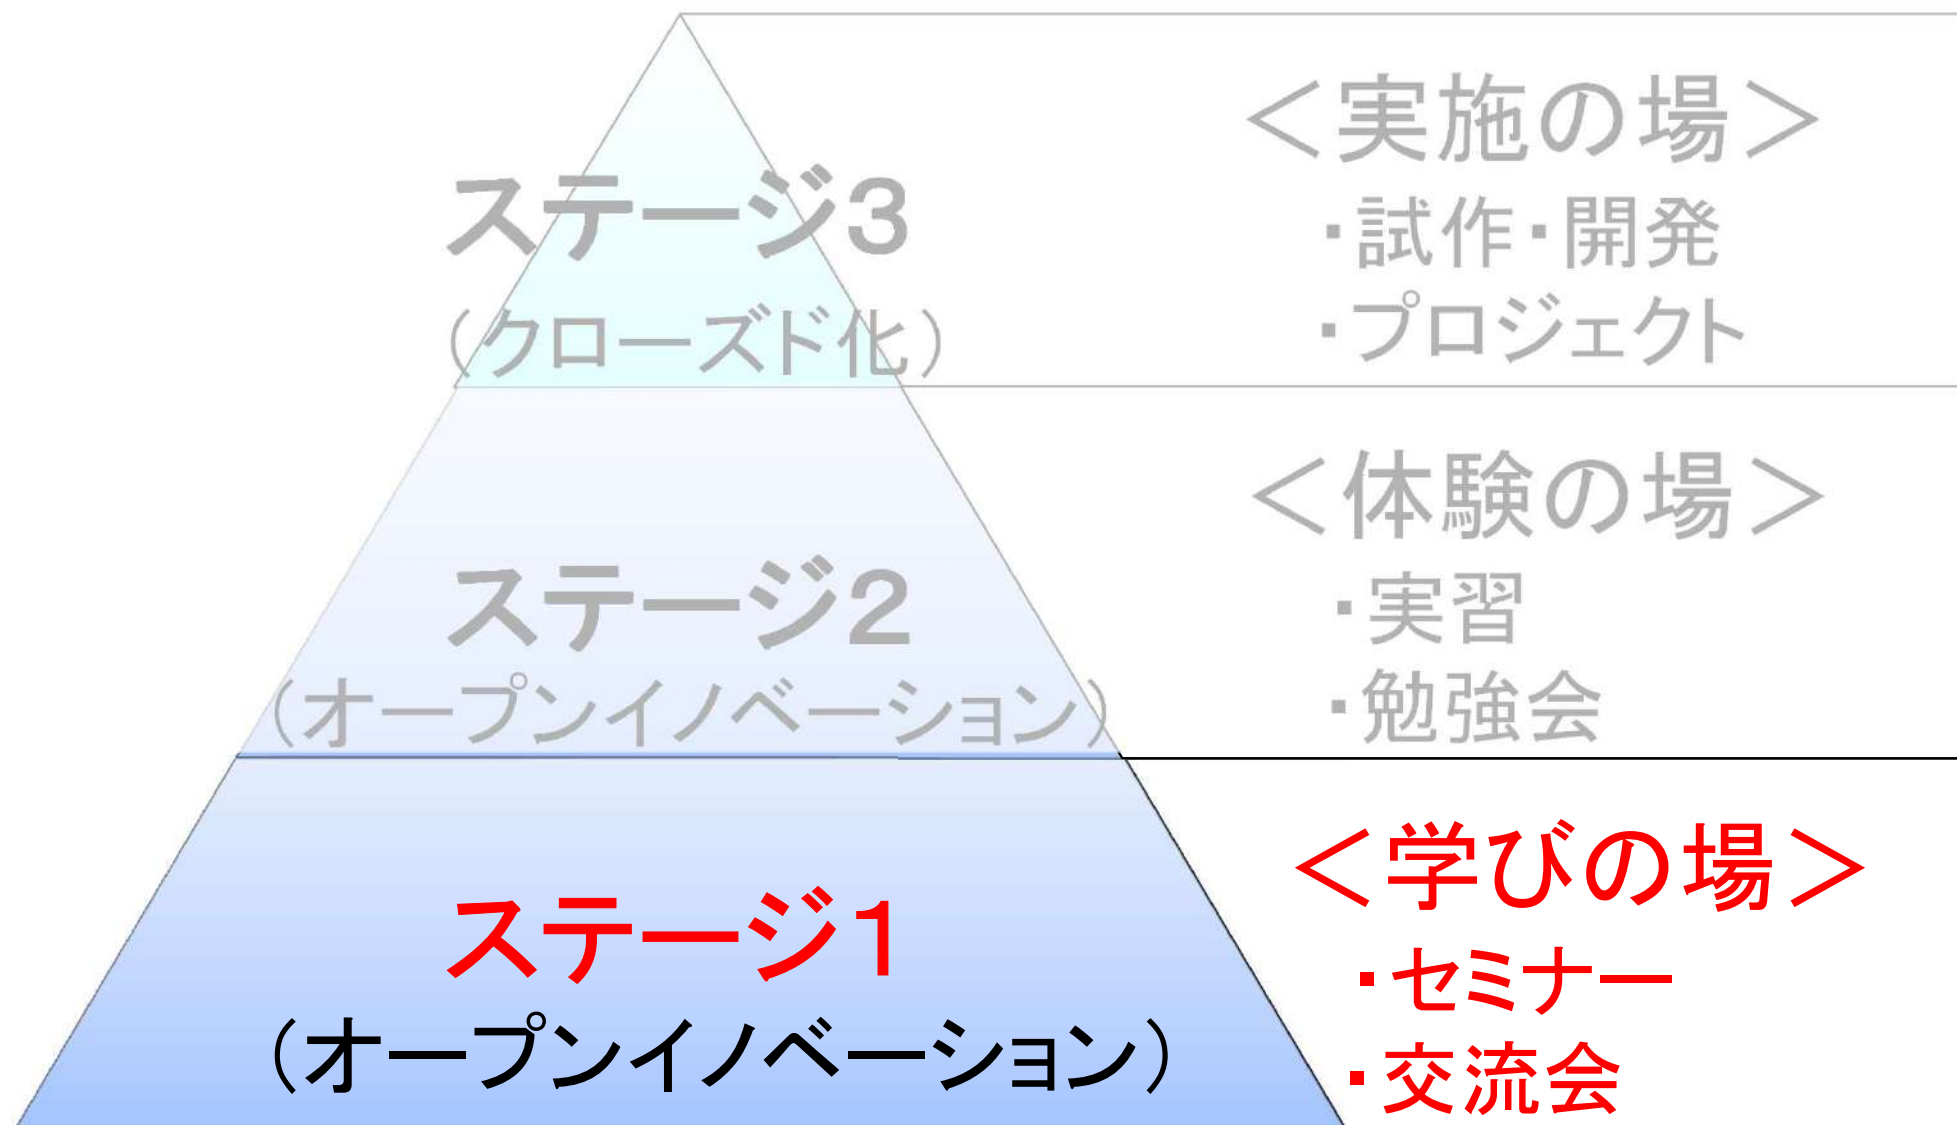 ステージ3
（クローズド化）
＜実施の場＞
・試作・開発
・プロジェクト
ステージ2
（オープンイノベーション）
＜体験の場＞
・実習
・勉強会
ステージ1
（オープンイノベーション）
＜学びの場＞
・セミナー
・交流会